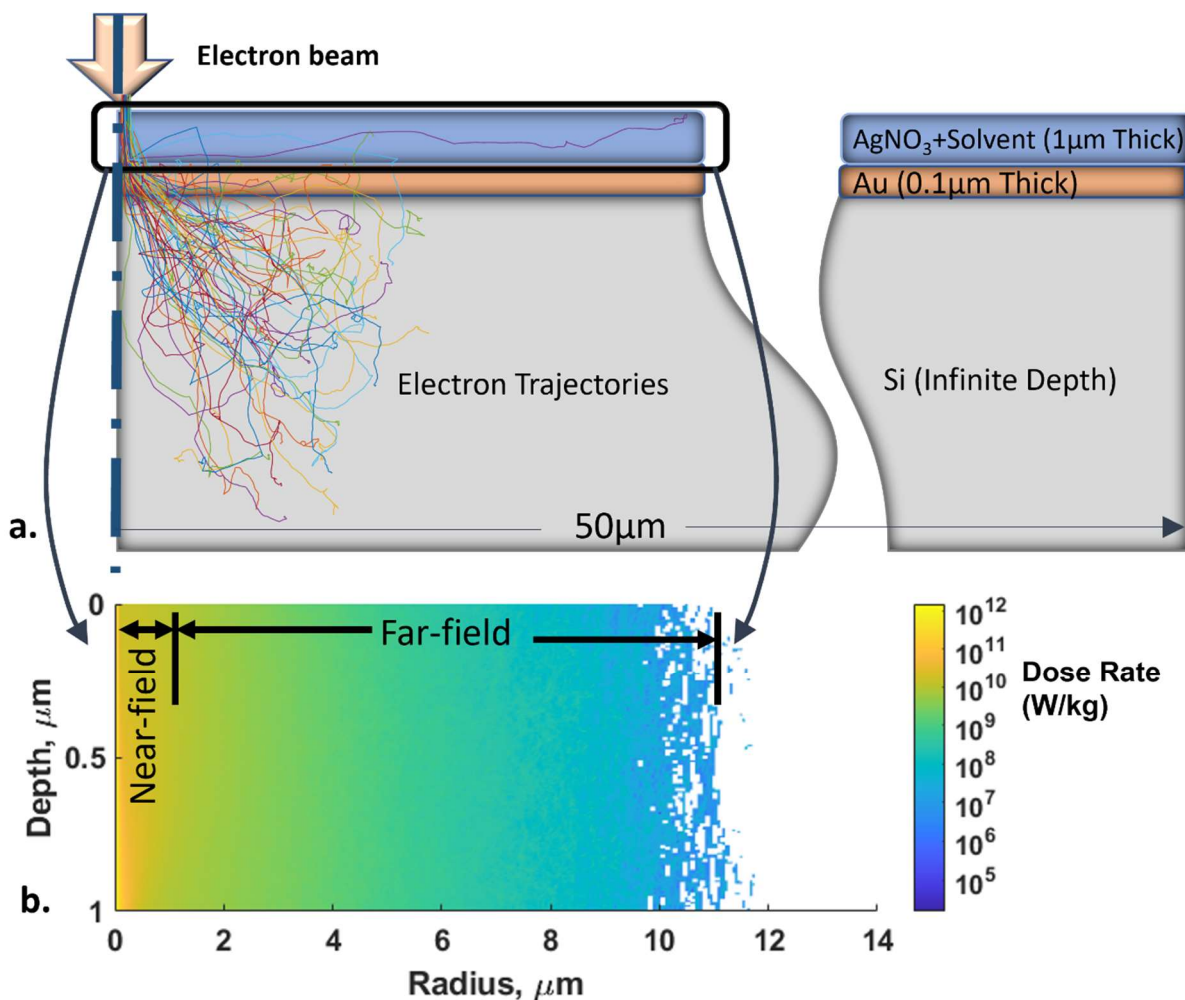 Electron beam
AgNO₃+Solvent (1μm Thick)
Au (0.1μm Thick)
Electron Trajectories
Si (Infinite Depth)
a.
50μm
0
0.5
1
Depth, μm
Near-field
Far-field
b.
0
2
4
6
8
10
12
14
Radius, μm
10¹²
10¹¹
10¹⁰
10⁹
10⁸
10⁷
10⁶
10⁵
Dose Rate
(W/kg)